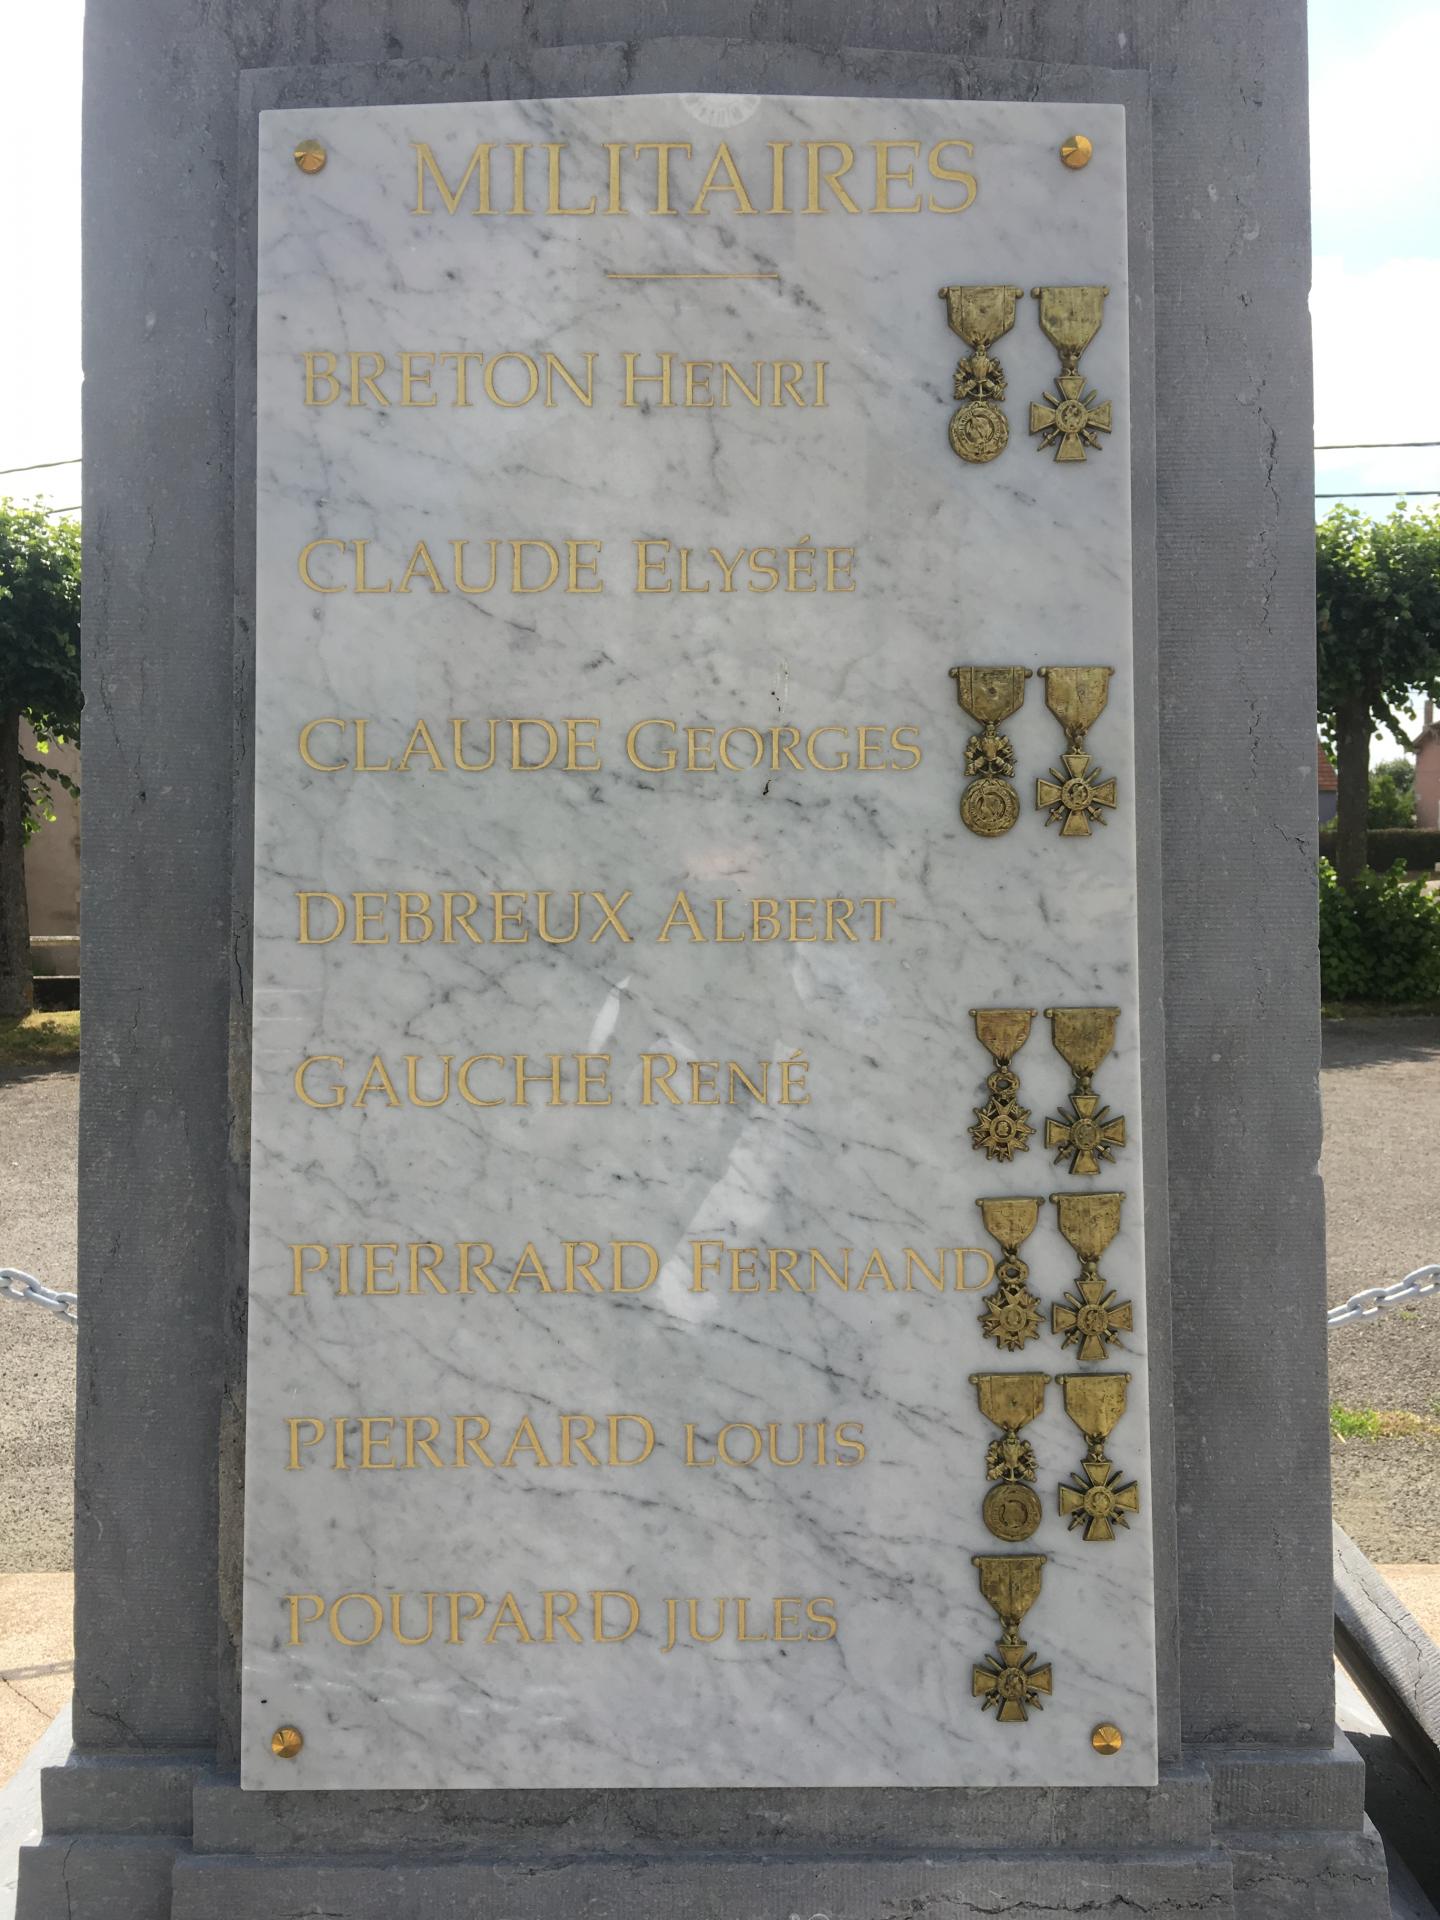 MILITAIRES
BRETON HENRI
CLAUDE ELYSÉE
CLAUDE GEORGES
DEBREUX ALBERT
GAUCHE RENÉ
PIERRARD FERNAND
PIERRARD LOUIS
POUPARD JULES